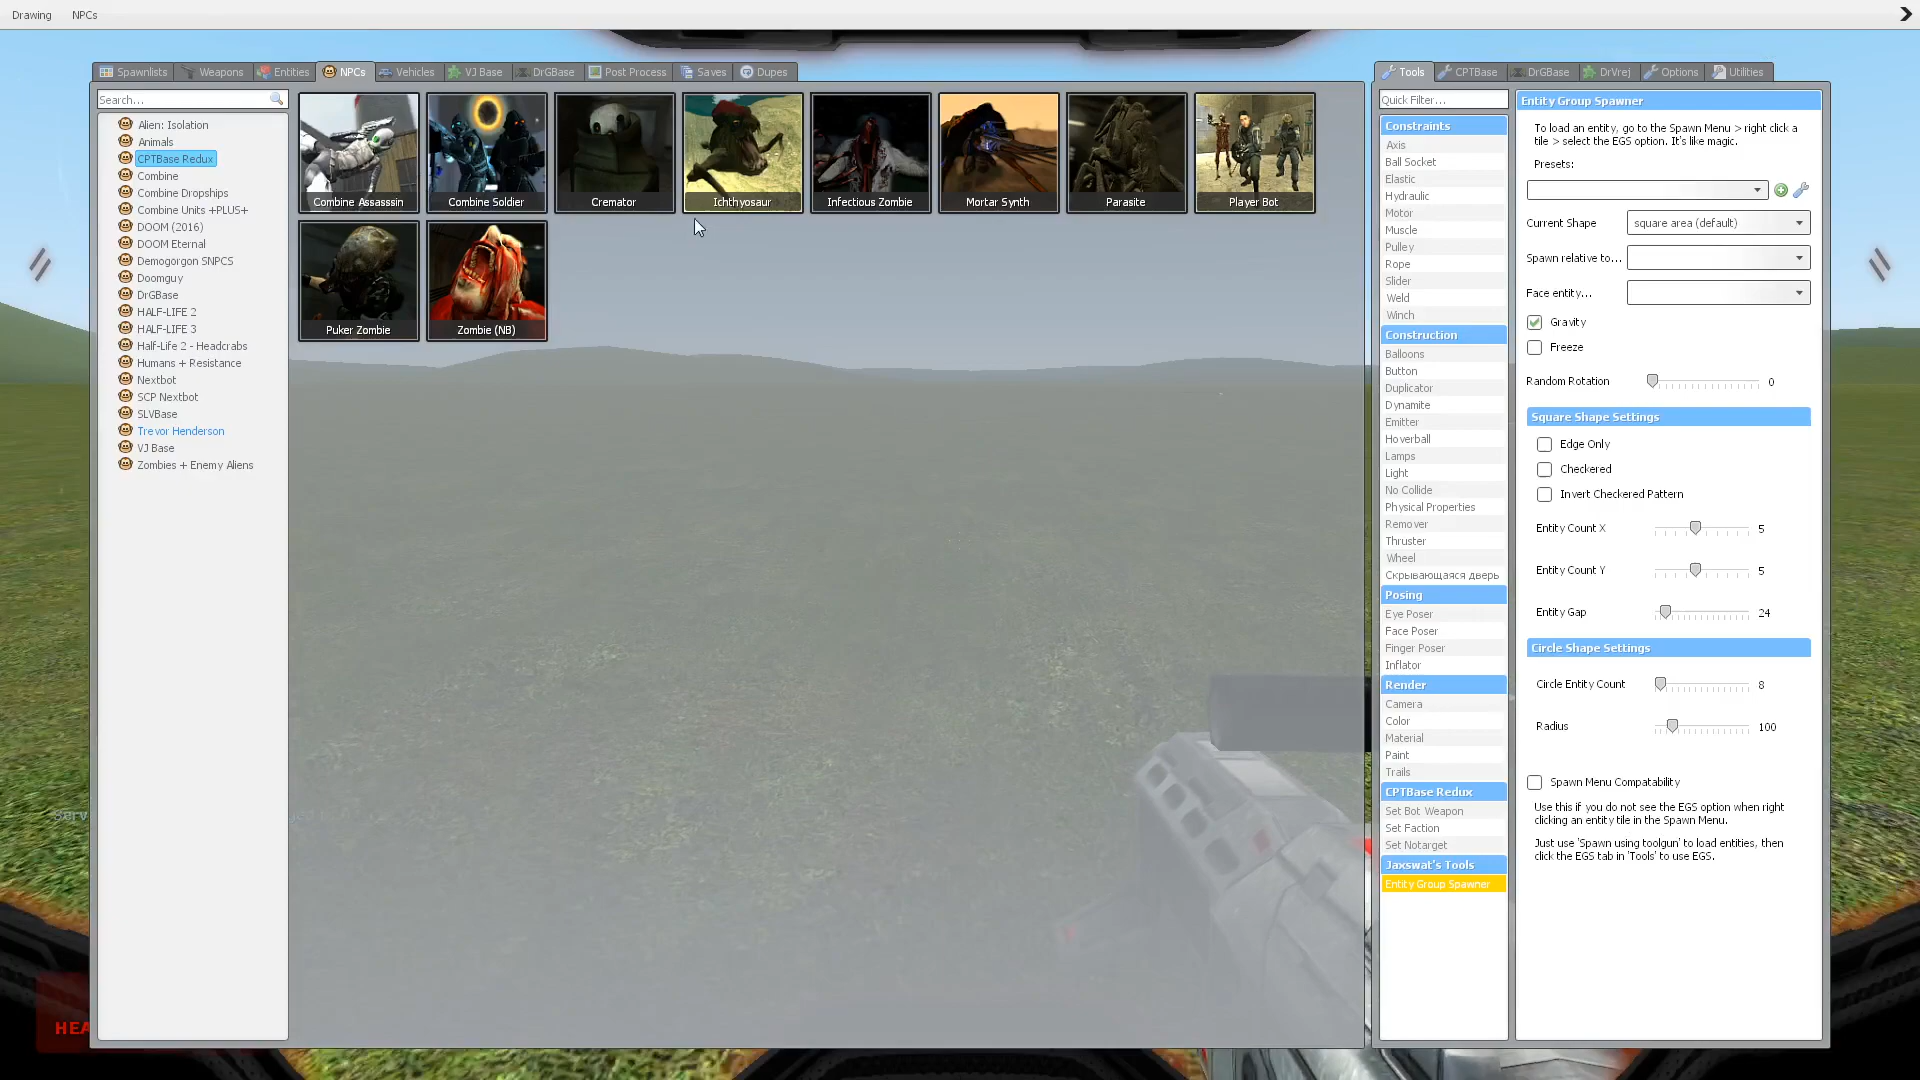 Drawing NPCs
Spawnlists Weapons Entities NPCs Vehicles VJ Base DrGBase Post Process Saves Dupes
Search...
Alien: Isolation
Animals
CPTBase Redux
Combine
Combine Dropships
Combine Units +PLUS+
DOOM (2016)
DOOM Eternal
Demogorgon SNPCS
Doomguy
DrGBase
HALF-LIFE 2
HALF-LIFE 3
Half-Life 2 - Headcrabs
Humans + Resistance
Nextbot
SCP Nextbot
SLVBase
Trevor Henderson
VJ Base
Zombies + Enemy Aliens
Combine Assasssin
Combine Soldier
Cremator
Ichthyosaur
Infectious Zombie
Mortar Synth
Parasite
Player Bot
Puker Zombie
Zombie (NB)
Tools CPTBase DrGBase DrVrej Options Utilities
Quick Filter...
Constraints
Axis
Ball Socket
Elastic
Hydraulic
Motor
Muscle
Pulley
Rope
Slider
Weld
Winch
Construction
Balloons
Button
Duplicator
Dynamite
Emitter
Hoverball
Lamps
Light
No Collide
Physical Properties
Remover
Thruster
Wheel
Скрывающаяся дверь
Posing
Eye Poser
Face Poser
Finger Poser
Inflator
Render
Camera
Color
Material
Paint
Trails
CPTBase Redux
Set Bot Weapon
Set Faction
Set Notarget
Jaxswat's Tools
Entity Group Spawner
Entity Group Spawner
To load an entity, go to the Spawn Menu > right click a
tile > select the EGS option. It's like magic.
Presets:
Current Shape square area (default)
Spawn relative to...
Face entity...
Gravity
Freeze
Random Rotation 0
Square Shape Settings
Edge Only
Checkered
Invert Checkered Pattern
Entity Count X 5
Entity Count Y 5
Entity Gap 24
Circle Shape Settings
Circle Entity Count 8
Radius 100
Spawn Menu Compatability
Use this if you do not see the EGS option when right
clicking an entity tile in the Spawn Menu.
Just use 'Spawn using toolgun' to load entities, then
click the EGS tab in 'Tools' to use EGS.
Serv
HEA